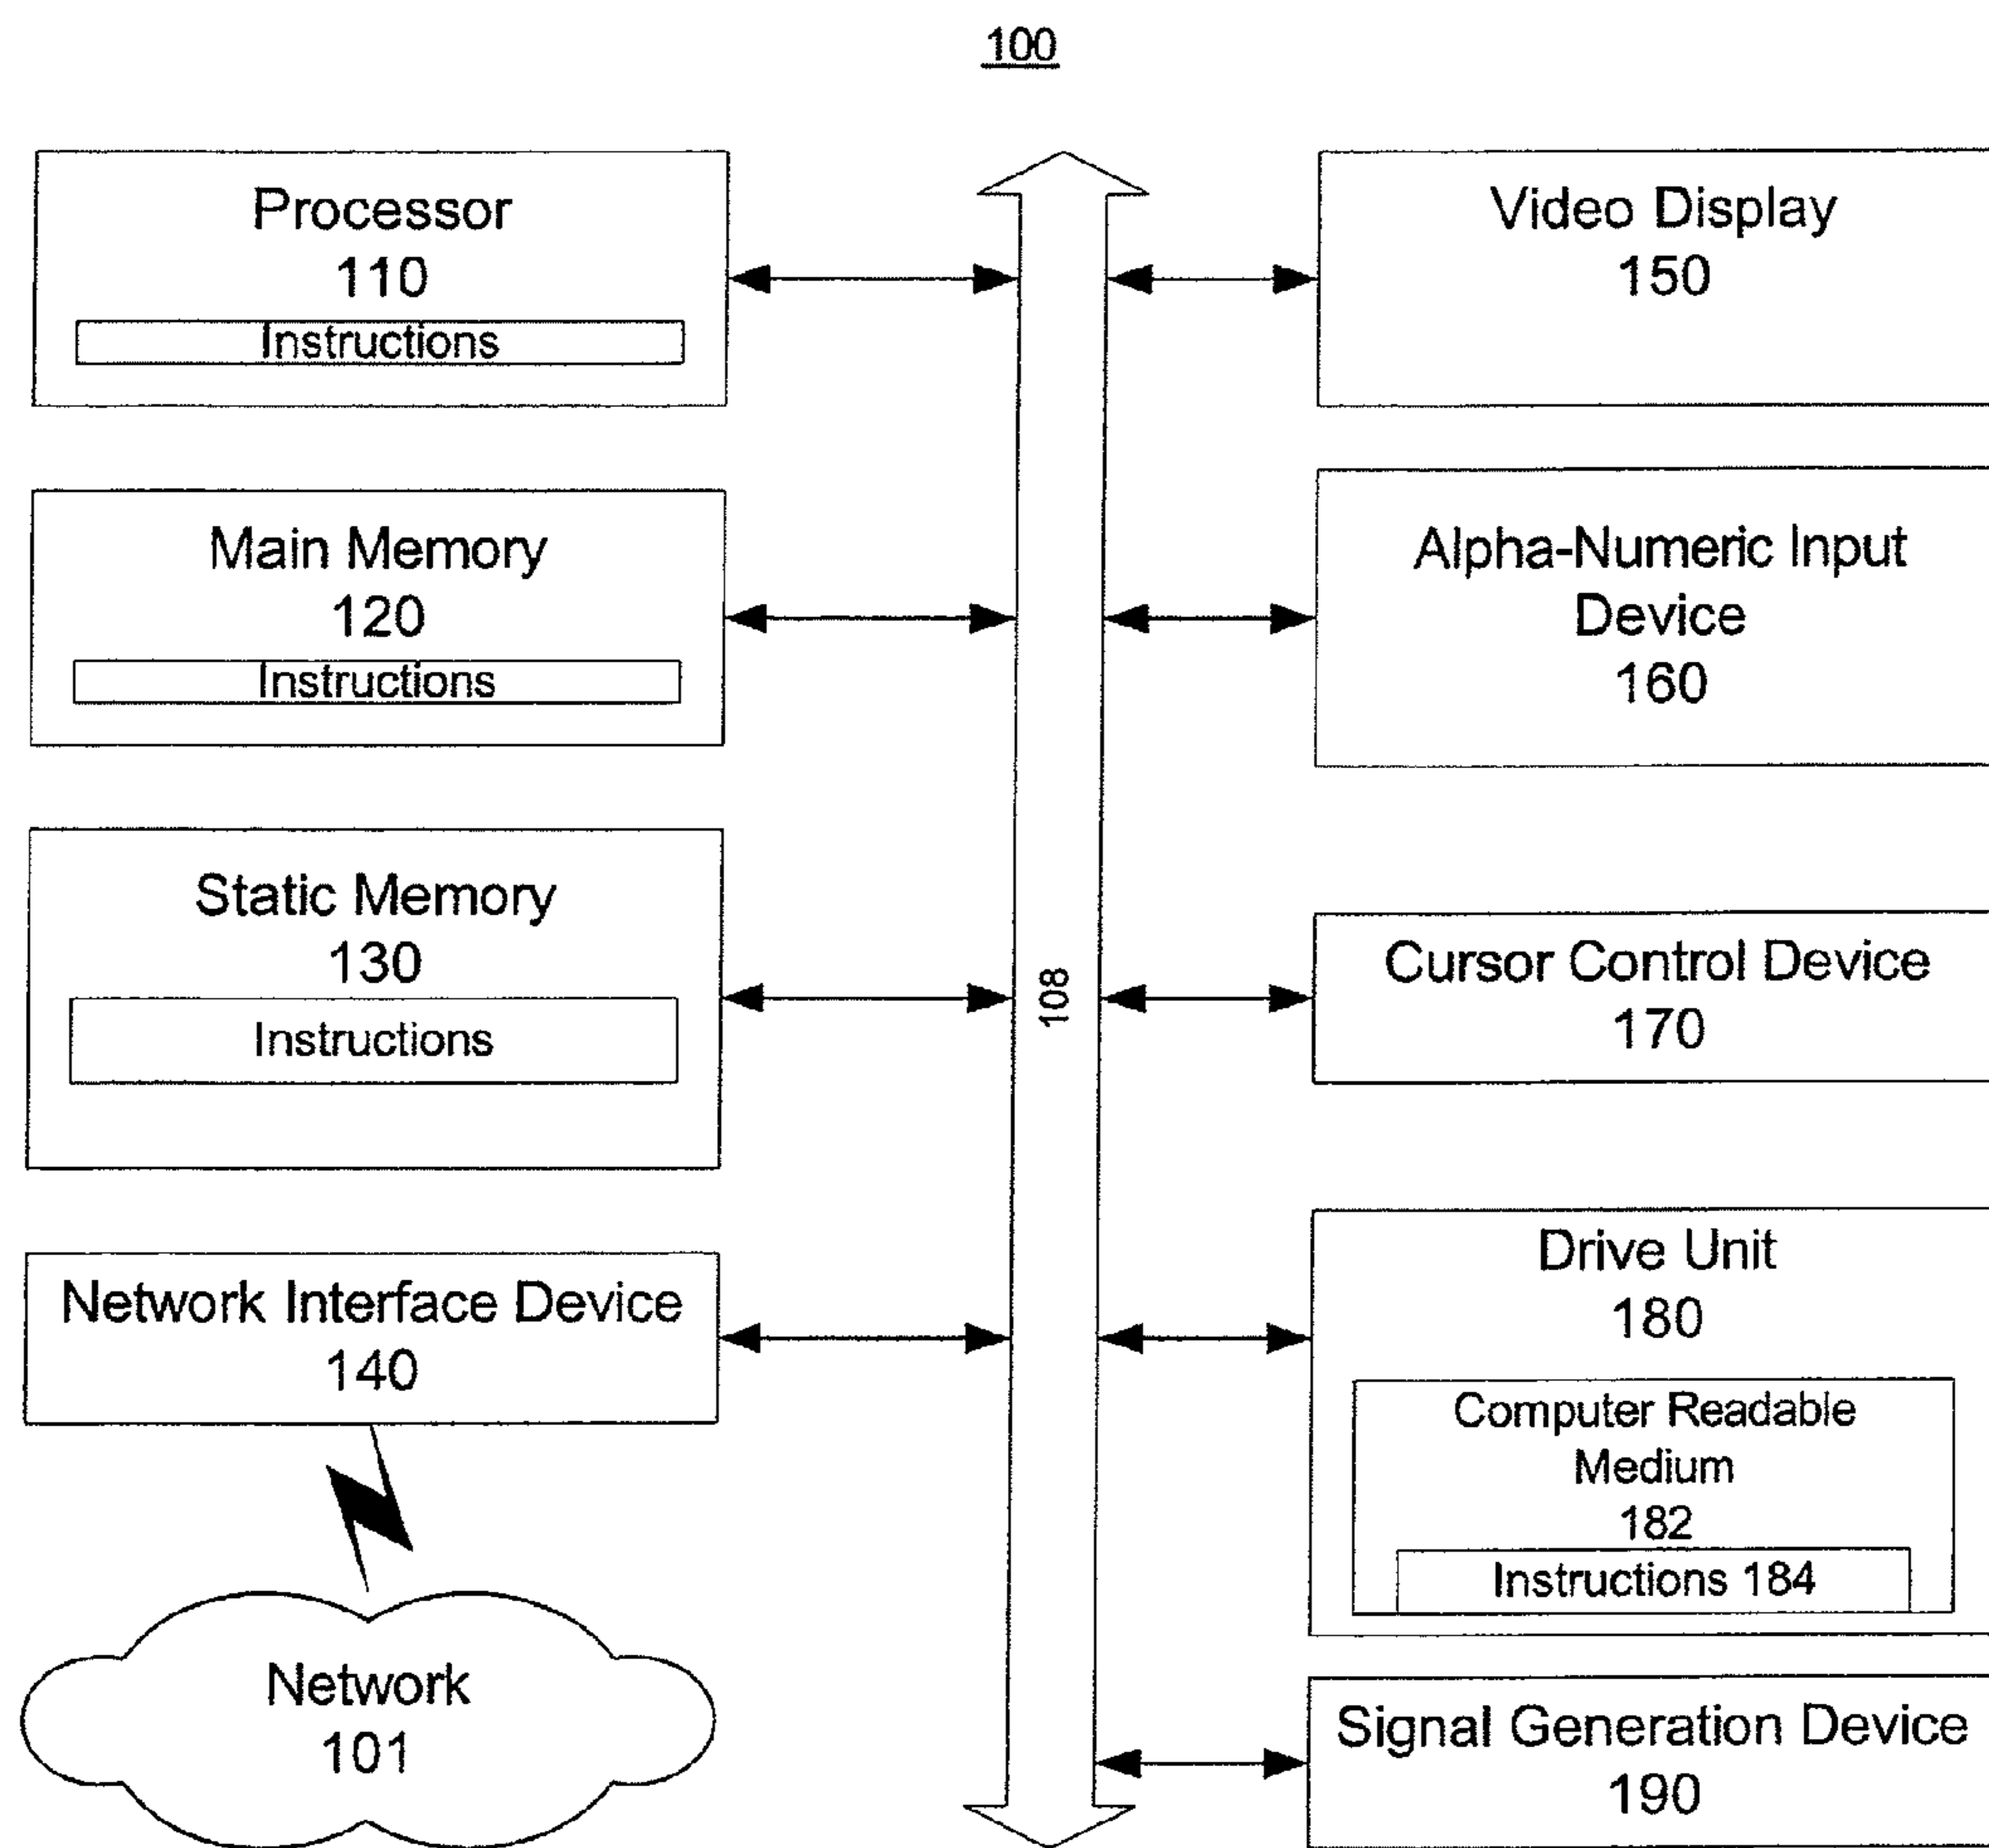 100
Processor
110
Instructions
Main Memory
120
Instructions
Static Memory
130
Instructions
Network Interface Device
140
Network
101
108
Video Display
150
Alpha-Numeric Input
Device
160
Cursor Control Device
170
Drive Unit
180
Computer Readable
Medium
182
Instructions 184
Signal Generation Device
190